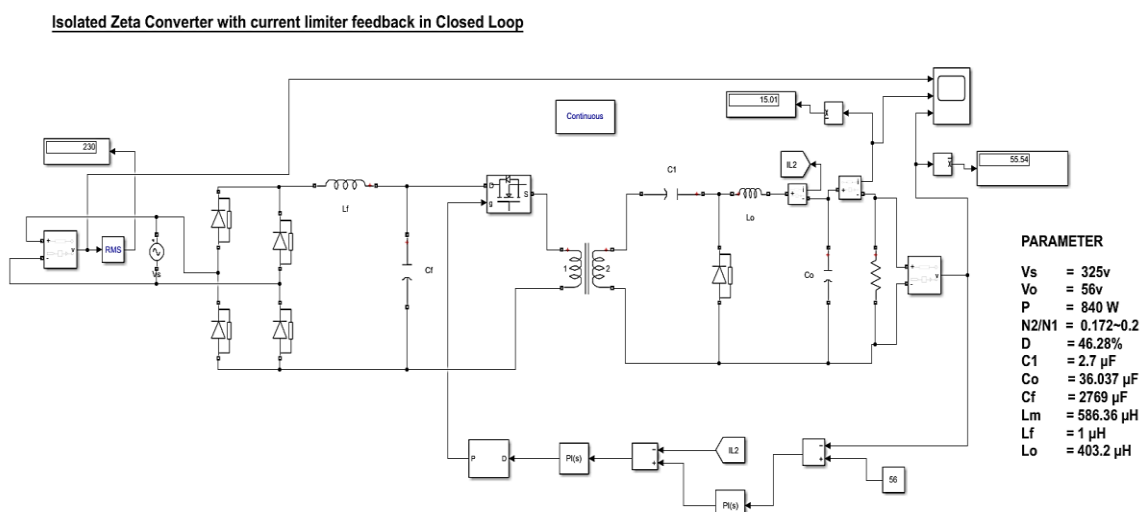 Isolated Zeta Converter with current limiter feedback in Closed Loop
Continuous
15.01
230
55.54
IL2
C1
Lf
D
S
g
Lo
i
i
RMS
v
Vs
Cf
1
2
Co
v
PARAMETER
Vs = 325v
Vo = 56v
P = 840 W
N2/N1 = 0.172~0.2
D = 46.28%
C1 = 2.7 µF
Co = 36.037 µF
Cf = 2769 µF
Lm = 586.36 µH
Lf = 1 µH
Lo = 403.2 µH
P D
PI(s)
IL2
56
PI(s)